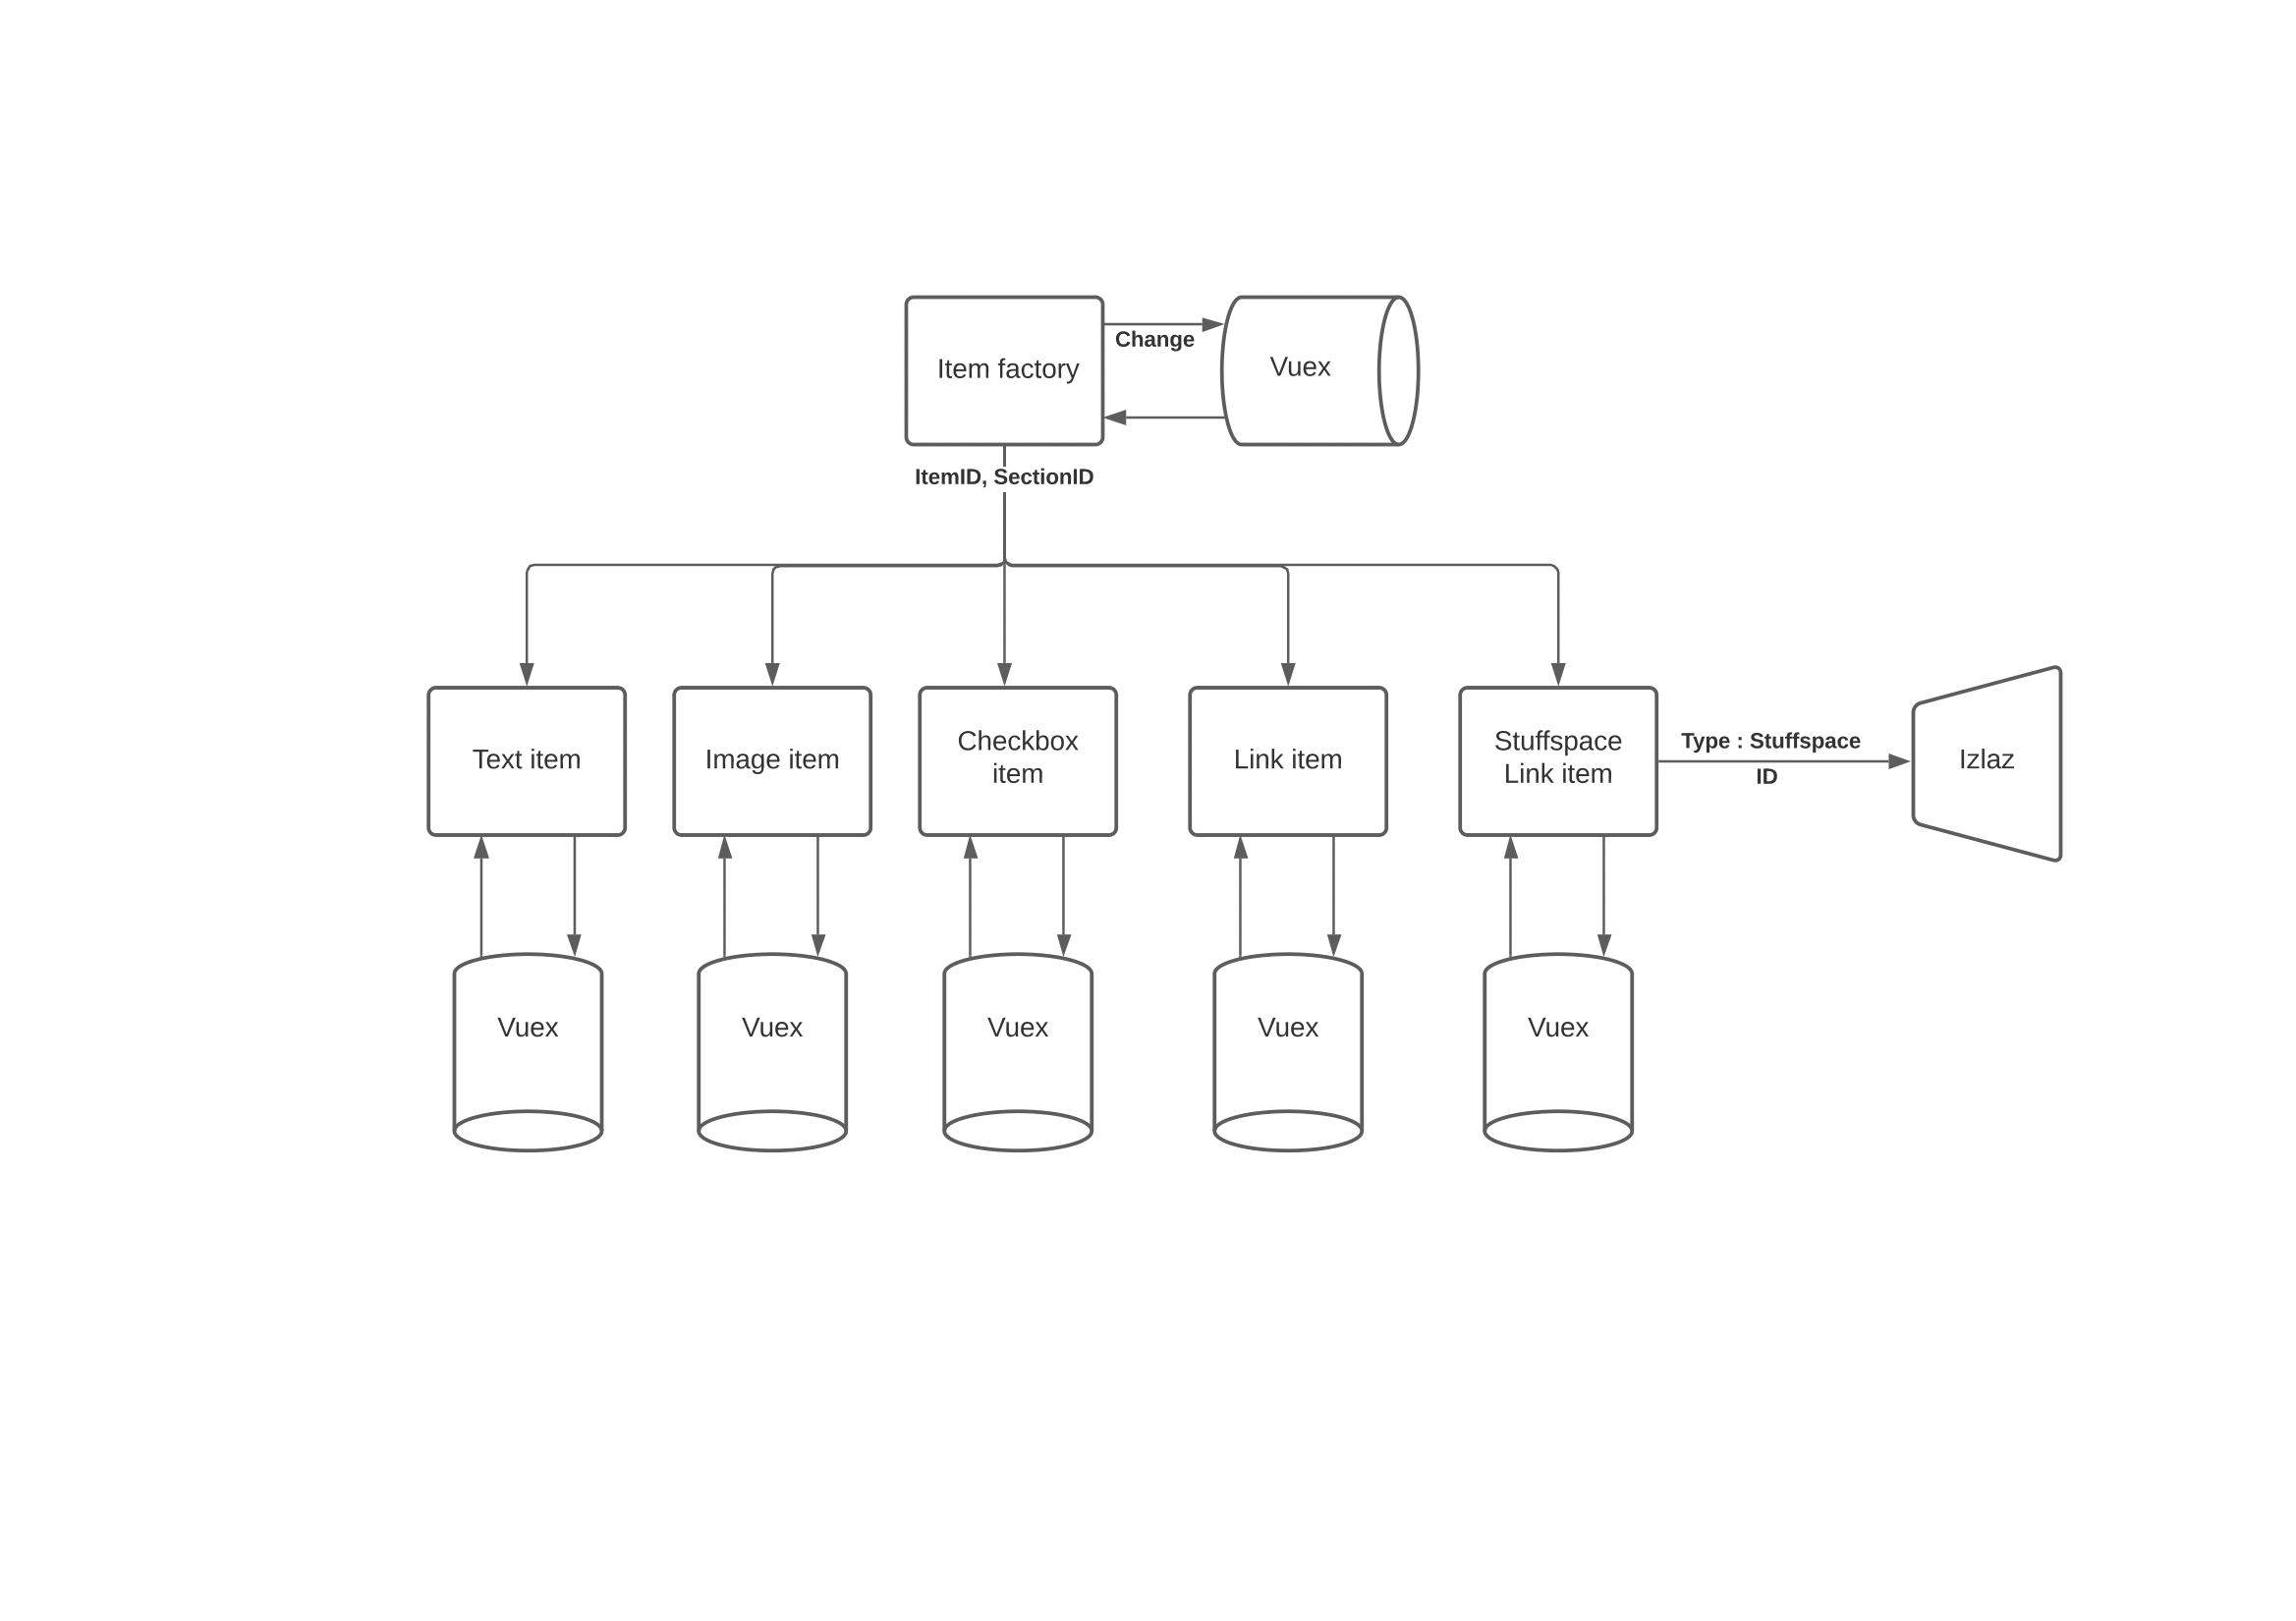 Item factory
Change
Vuex
ItemID, SectionID
Text item
Image item
Checkbox
item
Link item
Stuffspace
Link item
Type : Stuffspace
ID
Izlaz
Vuex
Vuex
Vuex
Vuex
Vuex